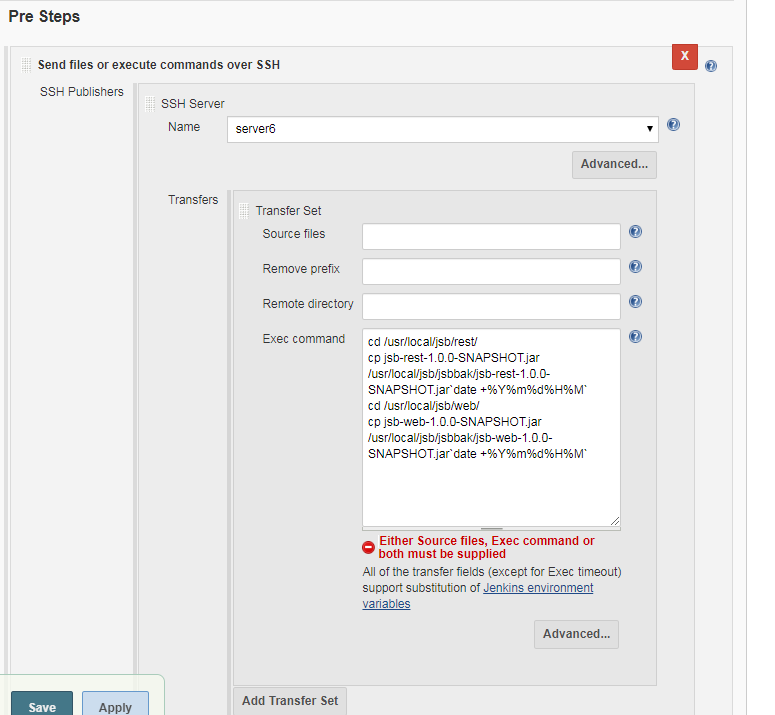 Pre Steps
X
Send files or execute commands over SSH
SSH Publishers
SSH Server
Name
server6
Advanced...
Transfers
Transfer Set
Source files
Remove prefix
Remote directory
Exec command
cd /usr/local/jsb/rest/
cp jsb-rest-1.0.0-SNAPSHOT.jar
/usr/local/jsb/jsbbak/jsb-rest-1.0.0-
SNAPSHOT.jar`date +%Y%m%d%H%M`
cd /usr/local/jsb/web/
cp jsb-web-1.0.0-SNAPSHOT.jar
/usr/local/jsb/jsbbak/jsb-web-1.0.0-
SNAPSHOT.jar`date +%Y%m%d%H%M`
Either Source files, Exec command or
both must be supplied
All of the transfer fields (except for Exec timeout)
support substitution of Jenkins environment
variables
Advanced...
Add Transfer Set
Save
Apply